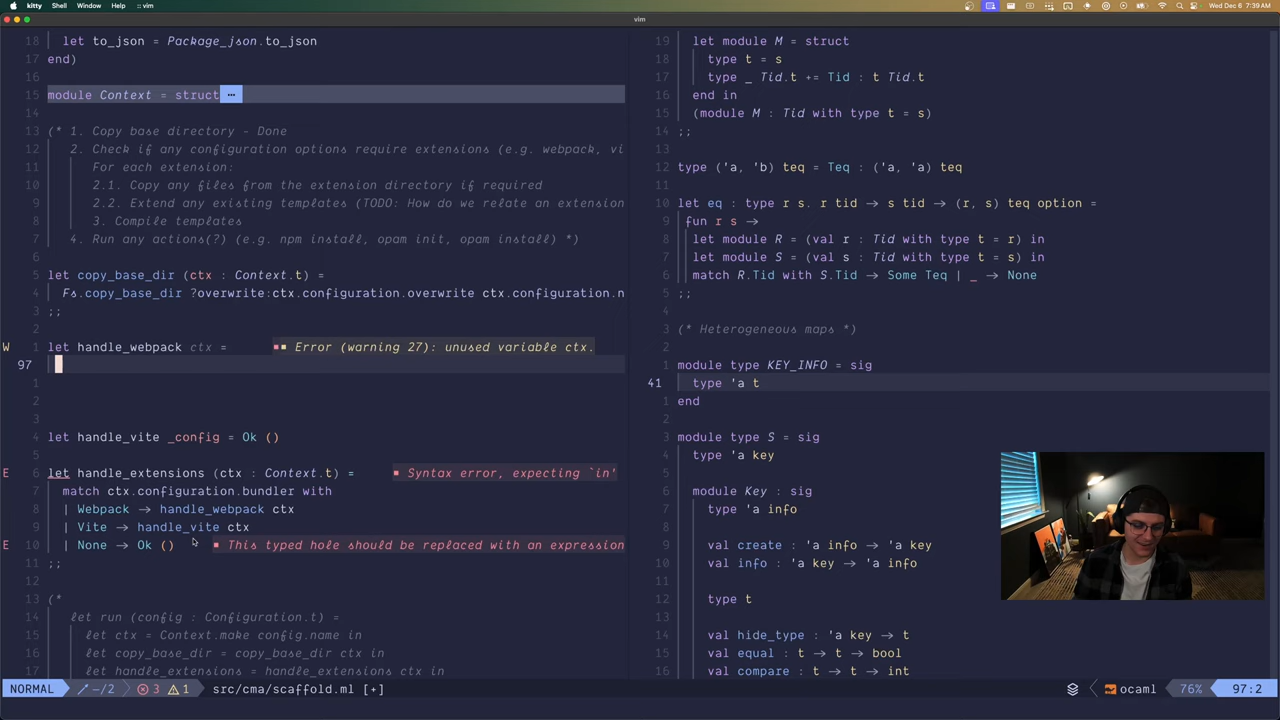 kitty Shell Window Help :: vim
Wed Dec 6 7:39 AM
vim
18 let to_json = Package_json.to_json
17 end)
16
15 module Context = struct ⋯
14
13 (* 1. Copy base directory - Done
12 2. Check if any configuration options require extensions (e.g. webpack, vi
11 For each extension:
10 2.1. Copy any files from the extension directory if required
9 2.2. Extend any existing templates (TODO: How do we relate an extension
8 3. Compile templates
7 4. Run any actions(?) (e.g. npm install, opam init, opam install) *)
6
5 let copy_base_dir (ctx : Context.t) =
4 Fs.copy_base_dir ?overwrite:ctx.configuration.overwrite ctx.configuration.n
3 ;;
2
W 1 let handle_webpack ctx = ■■ Error (warning 27): unused variable ctx.
97
1
2
3
4 let handle_vite _config = Ok ()
5
E 6 let handle_extensions (ctx : Context.t) = ■ Syntax error, expecting `in'
7 match ctx.configuration.bundler with
8 | Webpack → handle_webpack ctx
9 | Vite → handle_vite ctx
E 10 | None → Ok () ■ This typed hole should be replaced with an expression
11 ;;
12
13 (*
14 let run (config : Configuration.t) =
15 let ctx = Context.make config.name in
16 let copy_base_dir = copy_base_dir ctx in
17 let handle_extensions = handle_extensions ctx in
19 let module M = struct
18 type t = s
17 type _ Tid.t += Tid : t Tid.t
16 end in
15 (module M : Tid with type t = s)
14 ;;
13
12 type ('a, 'b) teq = Teq : ('a, 'a) teq
11
10 let eq : type r s. r tid → s tid → (r, s) teq option =
9 fun r s →
8 let module R = (val r : Tid with type t = r) in
7 let module S = (val s : Tid with type t = s) in
6 match R.Tid with S.Tid → Some Teq | _ → None
5 ;;
4
3 (* Heterogeneous maps *)
2
1 module type KEY_INFO = sig
41 type 'a t
1 end
2
3 module type S = sig
4 type 'a key
5
6 module Key : sig
7 type 'a info
8
9 val create : 'a info → 'a key
10 val info : 'a key → 'a info
11
12 type t
13
14 val hide_type : 'a key → t
15 val equal : t → t → bool
16 val compare : t → t → int
NORMAL -/2 3 1 src/cma/scaffold.ml [+] ocaml 76% 97:2